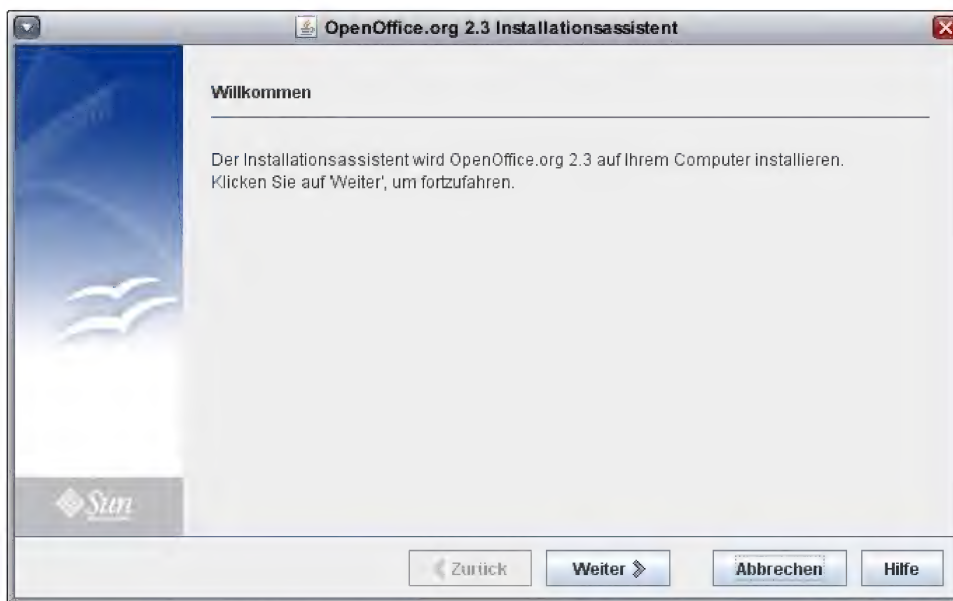 OpenOffice.org 2.3 Installationsassistent
Willkommen
Der Installationsassistent wird OpenOffice.org 2.3 auf Ihrem Computer installieren.
Klicken Sie auf 'Weiter', um fortzufahren.
Sun
Zurück
Weiter
Abbrechen
Hilfe